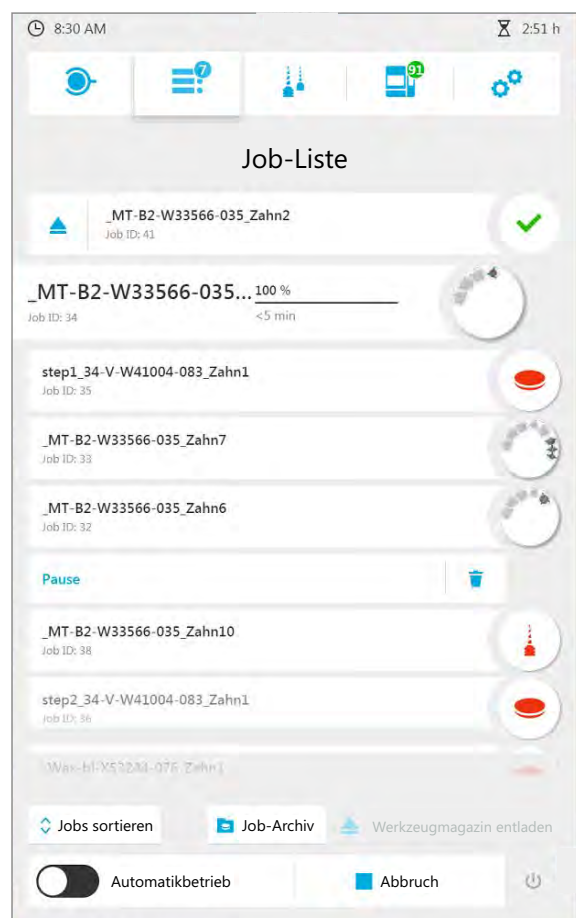 8:30 AM
2:51 h
7
91
Job-Liste
_MT-B2-W33566-035_Zahn2
Job ID: 41
_MT-B2-W33566-035... 100 %
Job ID: 34
<5 min
step1_34-V-W41004-083_Zahn1
Job ID: 35
_MT-B2-W33566-035_Zahn7
Job ID: 33
_MT-B2-W33566-035_Zahn6
Job ID: 32
Pause
_MT-B2-W33566-035_Zahn10
Job ID: 38
step2_34-V-W41004-083_Zahn1
Job ID: 36
Jobs sortieren
Job-Archiv
Werkzeugmagazin entladen
Automatikbetrieb
Abbruch